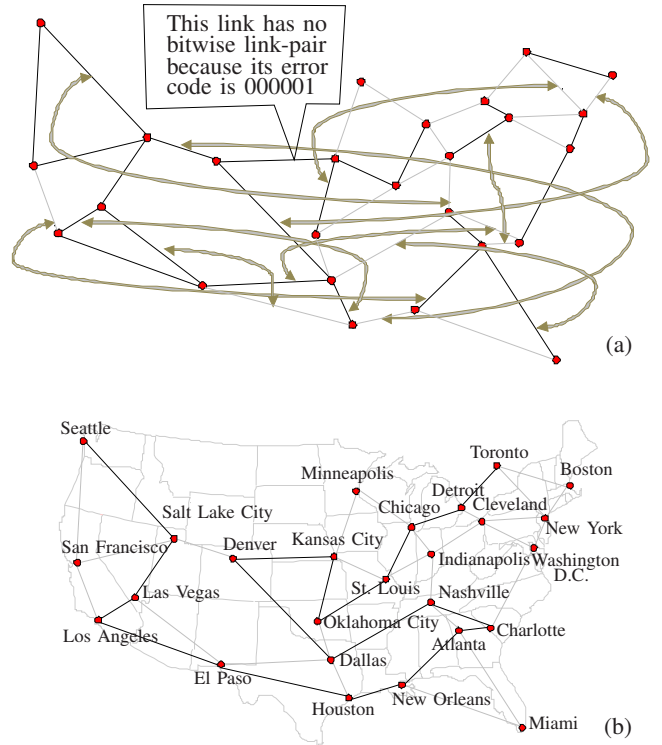 This link has no
bitwise link-pair
because its error
code is 000001
(a)
Seattle
Toronto
Minneapolis
Boston
Detroit
Chicago
Cleveland
Salt Lake City
New York
San Francisco
Denver
Kansas City
Indianapolis
Washington
D.C.
Las Vegas
St. Louis
Nashville
Los Angeles
Oklahoma City
Charlotte
Atlanta
Dallas
El Paso
Houston
New Orleans
Miami
(b)